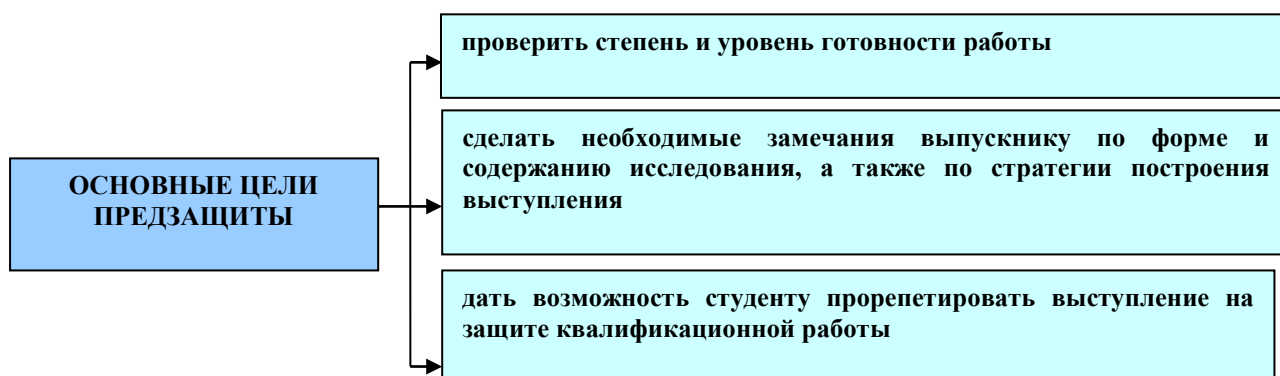 проверить степень и уровень готовности работы
сделать необходимые замечания выпускнику по форме и
содержанию исследования, а также по стратегии построения
выступления
ОСНОВНЫЕ ЦЕЛИ
ПРЕДЗАЩИТЫ
дать возможность студенту прорепетировать выступление на
защите квалификационной работы